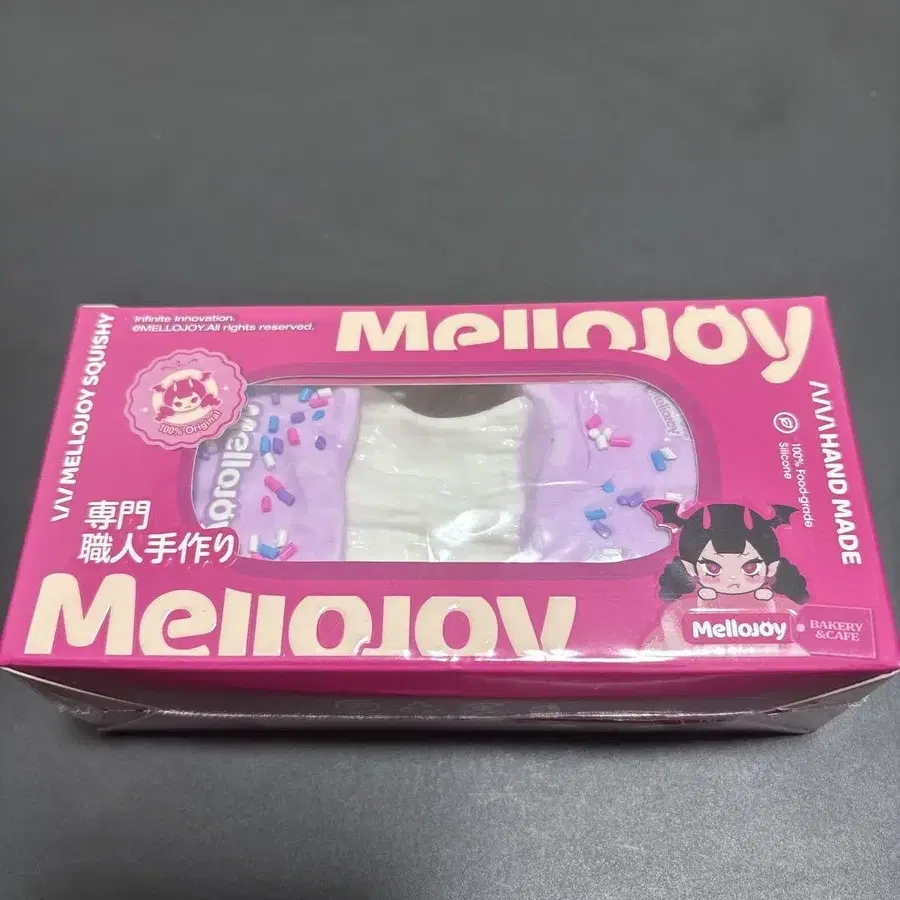 Infinite Innovation.
©MELLOJOY.All rights reserved.
MelloJoy
MELLOJOY SQUISHY
100% Original
MelloJoy
MelloJoy
HAND MADE
100% Food-grade
Silicone
専門
職人手作り
MelloJoy
MelloJoy
BAKERY
&CAFE